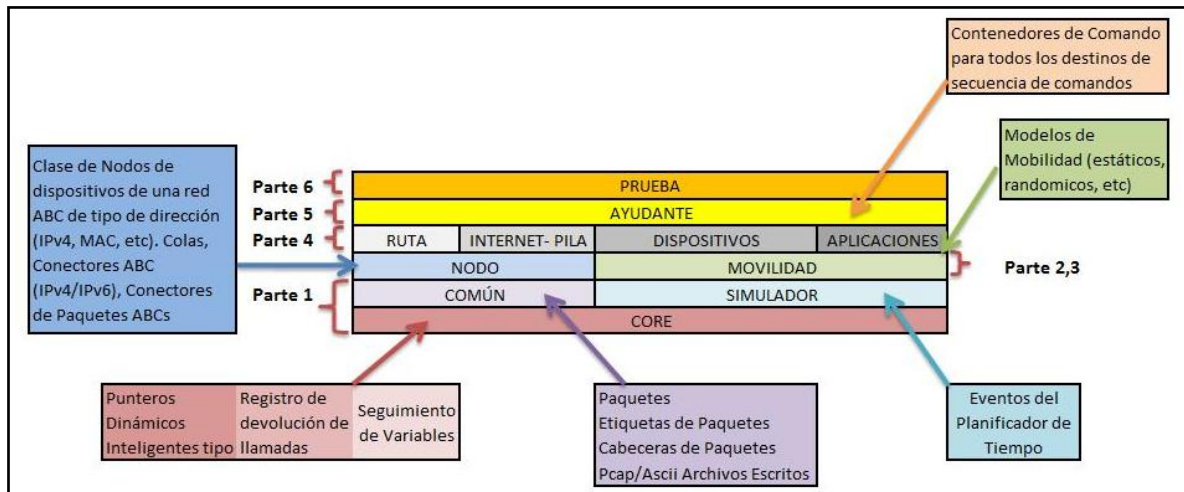 Contenedores de Comando
para todos los destinos de
secuencia de comandos
Modelos de
Mobilidad (estáticos,
randomicos, etc)
Clase de Nodos de
dispositivos de una red
ABC de tipo de dirección
(IPv4, MAC, etc). Colas,
Conectores ABC
(IPv4/IPv6), Conectores
de Paquetes ABCs
Parte 6
PRUEBA
Parte 5
AYUDANTE
Parte 4
RUTA
INTERNET- PILA
DISPOSITIVOS
APLICACIONES
NODO
MOVILIDAD
Parte 2,3
Parte 1
COMÚN
SIMULADOR
CORE
Punteros
Dinámicos
Inteligentes tipo
Registro de
devolución de
llamadas
Seguimiento
de Variables
Paquetes
Etiquetas de Paquetes
Cabeceras de Paquetes
Pcap/Ascii Archivos Escritos
Eventos del
Planificador de
Tiempo